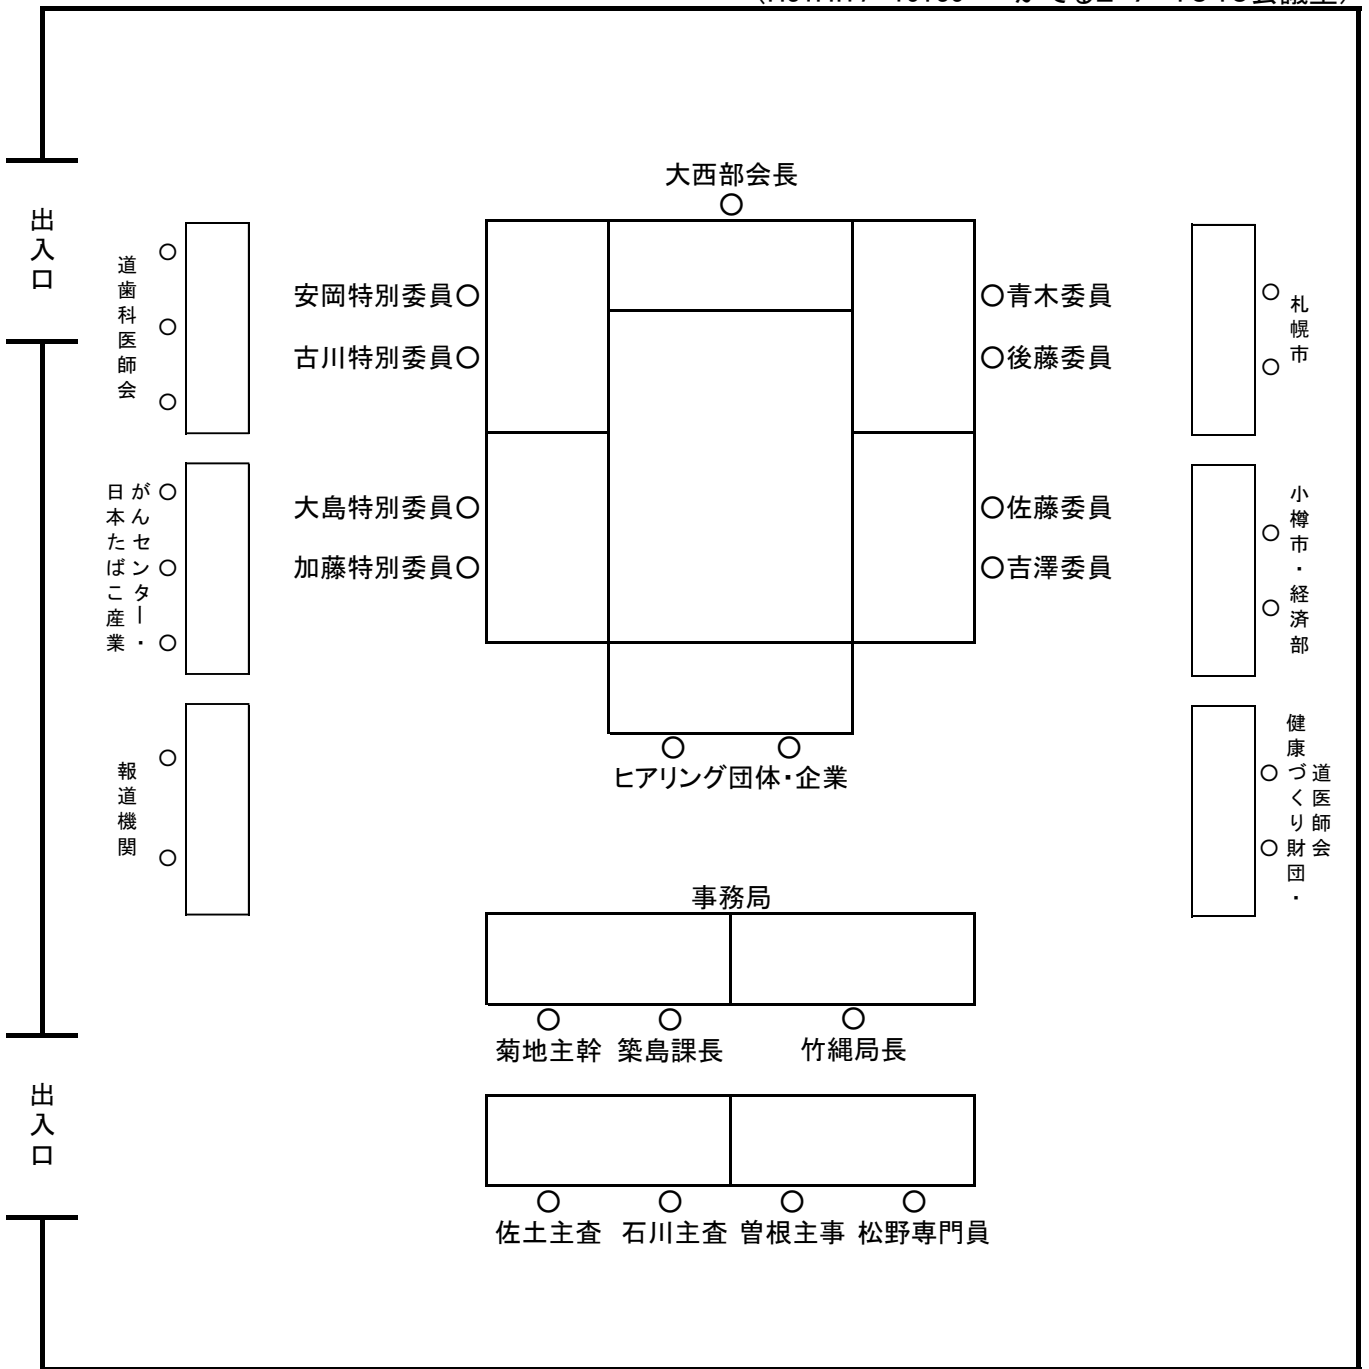 大西部会長
出入口
道歯科医師会
安岡特別委員○
○青木委員
札幌市
古川特別委員○
○後藤委員
がんセンター・
日本たばこ産業
大島特別委員○
○佐藤委員
小樽市・経済部
加藤特別委員○
○吉澤委員
報道機関
ヒアリング団体・企業
道医師会
健康づくり財団・
事務局
菊地主幹 築島課長 竹縄局長
出入口
佐土主査 石川主査 曽根主事 松野専門員